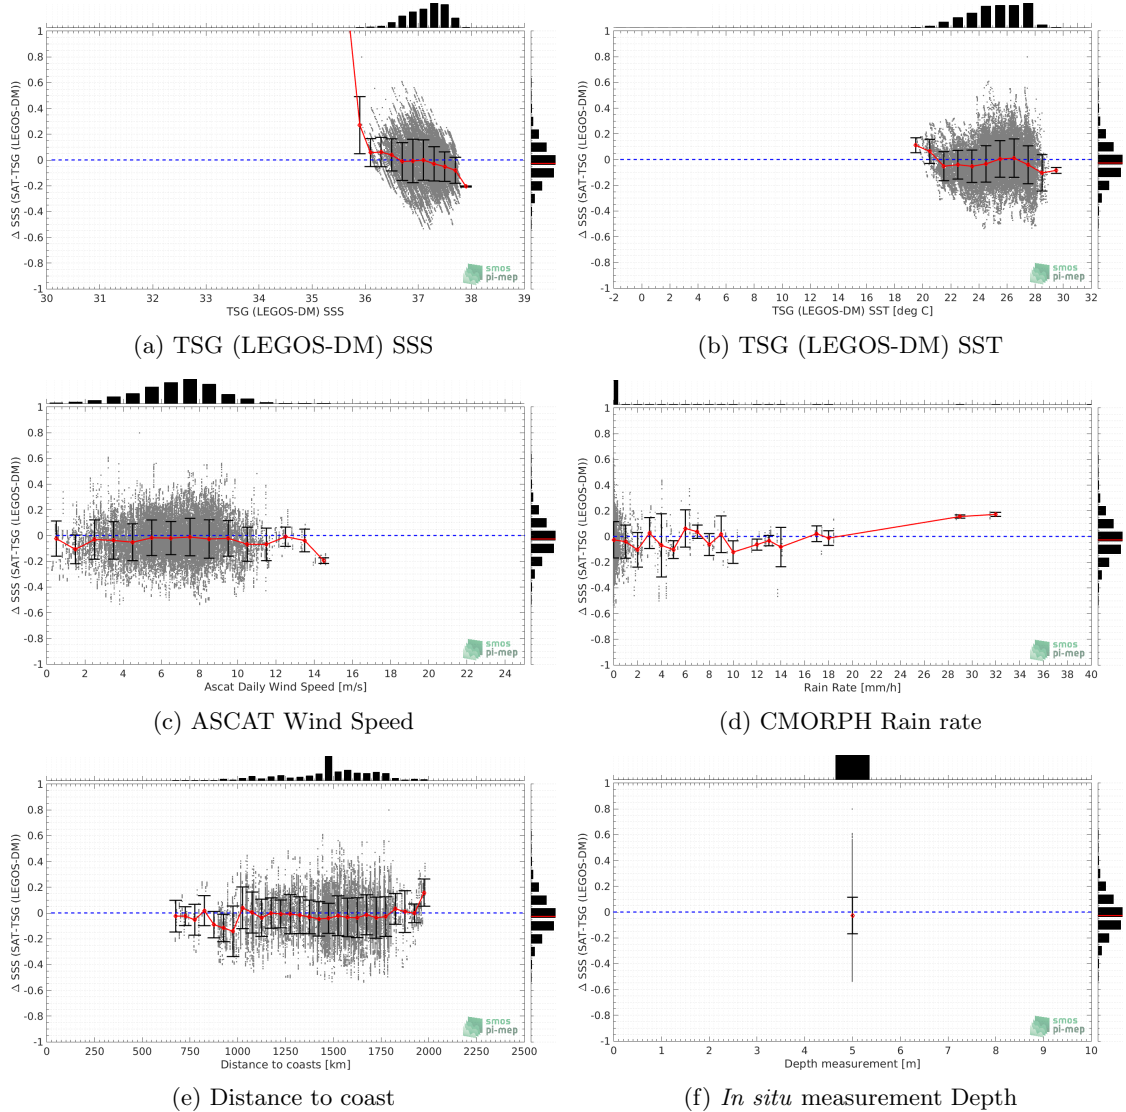 1
0.8
0.6
0.4
0.2
0
-0.2
-0.4
-0.6
-0.8
-1
Δ SSS (SAT-TSG (LEGOS-DM))
30 31 32 33 34 35 36 37 38 39
TSG (LEGOS-DM) SSS
smos
pi-mep
(a) TSG (LEGOS-DM) SSS
1
0.8
0.6
0.4
0.2
0
-0.2
-0.4
-0.6
-0.8
-1
Δ SSS (SAT-TSG (LEGOS-DM))
-2 0 2 4 6 8 10 12 14 16 18 20 22 24 26 28 30 32
TSG (LEGOS-DM) SST [deg C]
smos
pi-mep
(b) TSG (LEGOS-DM) SST
1
0.8
0.6
0.4
0.2
0
-0.2
-0.4
-0.6
-0.8
-1
Δ SSS (SAT-TSG (LEGOS-DM))
0 2 4 6 8 10 12 14 16 18 20 22 24
Ascat Daily Wind Speed [m/s]
smos
pi-mep
(c) ASCAT Wind Speed
1
0.8
0.6
0.4
0.2
0
-0.2
-0.4
-0.6
-0.8
-1
Δ SSS (SAT-TSG (LEGOS-DM))
0 2 4 6 8 10 12 14 16 18 20 22 24 26 28 30 32 34 36 38 40
Rain Rate [mm/h]
smos
pi-mep
(d) CMORPH Rain rate
1
0.8
0.6
0.4
0.2
0
-0.2
-0.4
-0.6
-0.8
-1
Δ SSS (SAT-TSG (LEGOS-DM))
0 250 500 750 1000 1250 1500 1750 2000 2250 2500
Distance to coasts [km]
smos
pi-mep
(e) Distance to coast
1
0.8
0.6
0.4
0.2
0
-0.2
-0.4
-0.6
-0.8
-1
Δ SSS (SAT-TSG (LEGOS-DM))
0 1 2 3 4 5 6 7 8 9 10
Depth measurement [m]
smos
pi-mep
(f) In situ measurement Depth